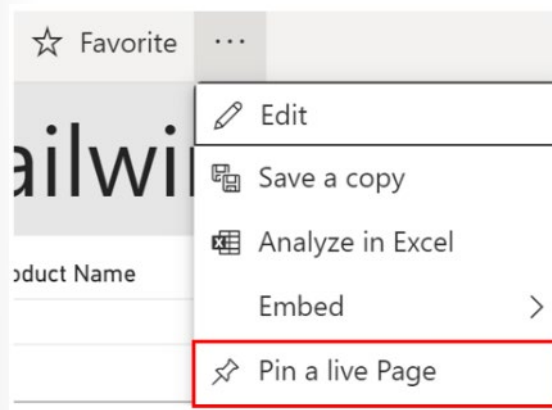 Favorite ...
Edit
ailwi
Save a copy
Analyze in Excel
oduct Name
Embed
Pin a live Page